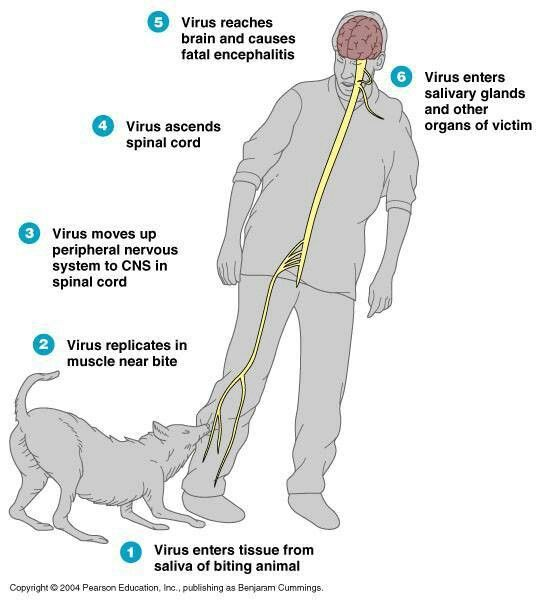 5 Virus reaches
brain and causes
fatal encephalitis
6 Virus enters
salivary glands
and other
organs of victim
4 Virus ascends
spinal cord
3 Virus moves up
peripheral nervous
system to CNS in
spinal cord
2 Virus replicates in
muscle near bite
1 Virus enters tissue from
saliva of biting animal
Copyright © 2004 Pearson Education, Inc., publishing as Benjaram Cummings.